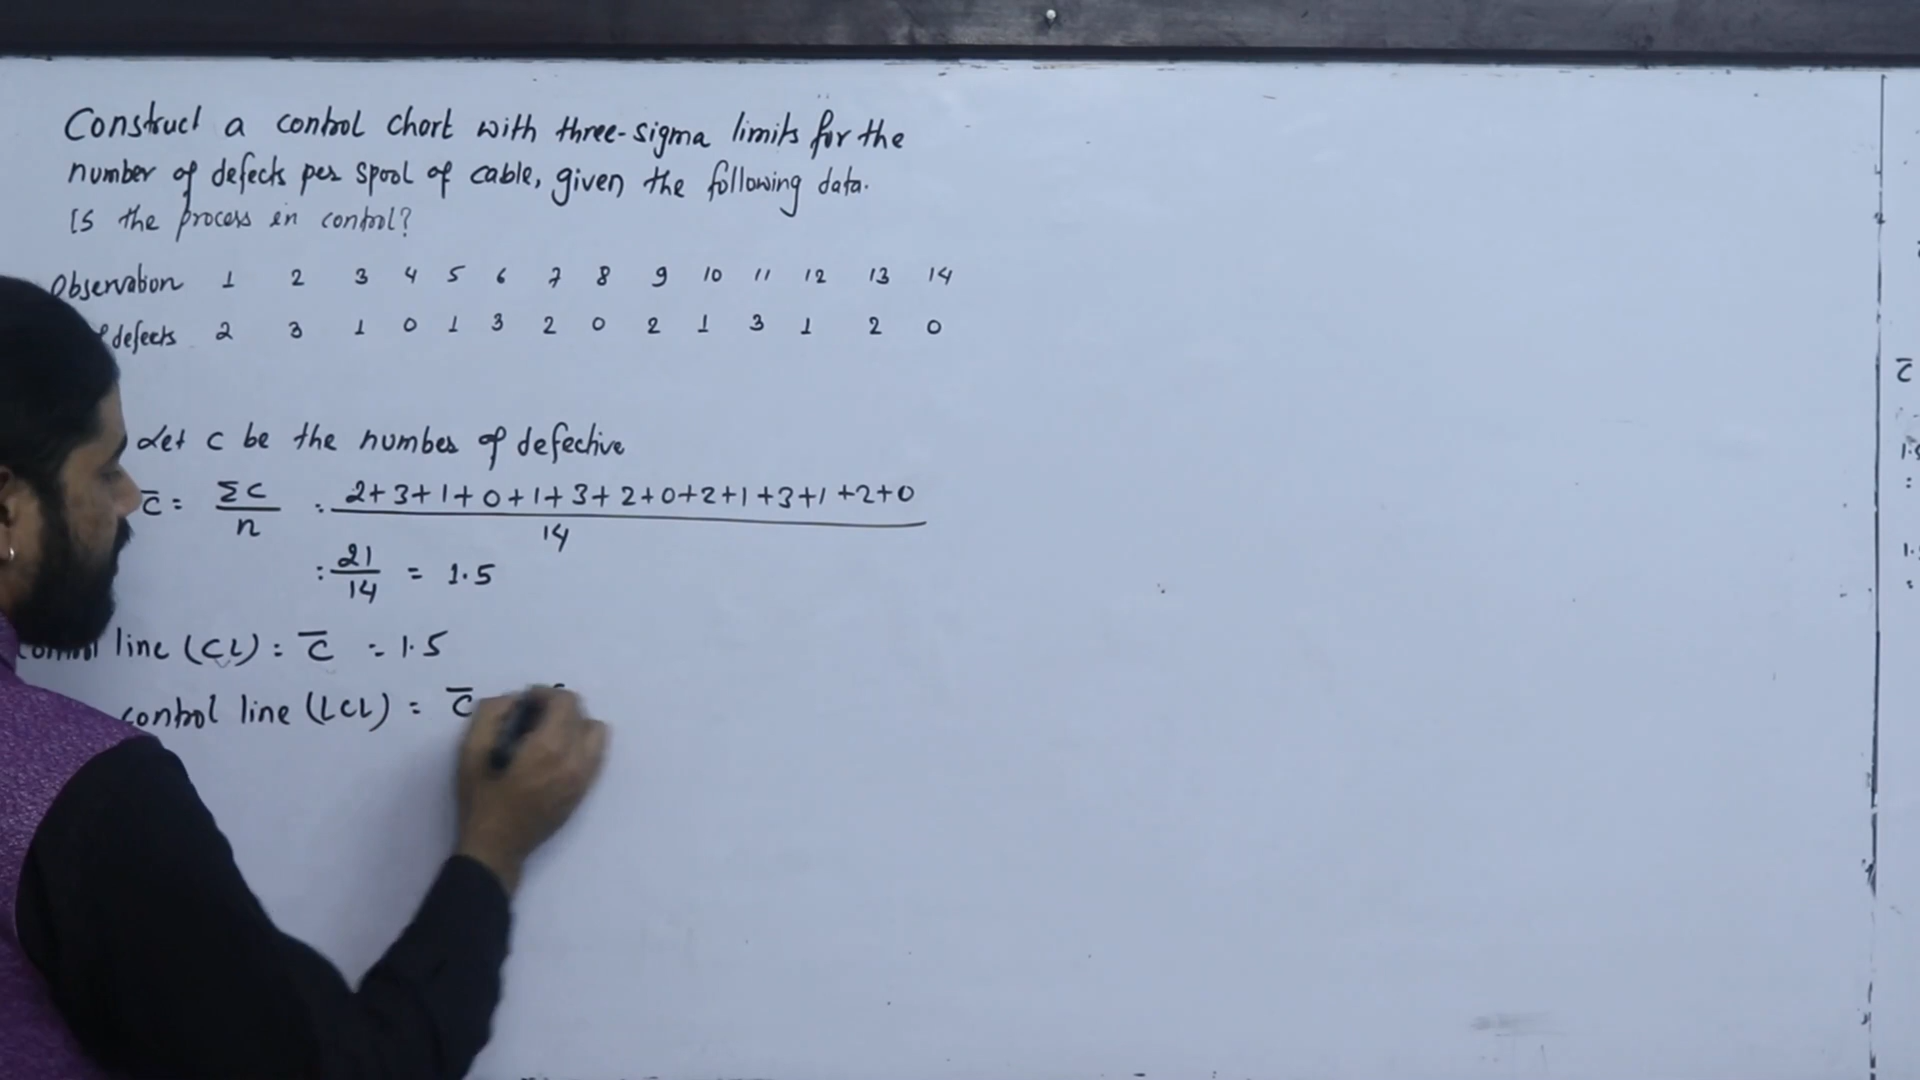 Construct a control chart with three-sigma limits for the
number of defects per spool of cable, given the following data.
Is the process in control?
Observation 1 2 3 4 5 6 7 8 9 10 11 12 13 14
defects 2 3 1 0 1 3 2 0 2 1 3 1 2 0
Let c be the number of defective
c̅ = Σc/n = 2+3+1+0+1+3+2+0+2+1+3+1+2+0 / 14
= 21/14 = 1.5
line (CL) = c̅ = 1.5
control line (LCL) = c̅
c̅